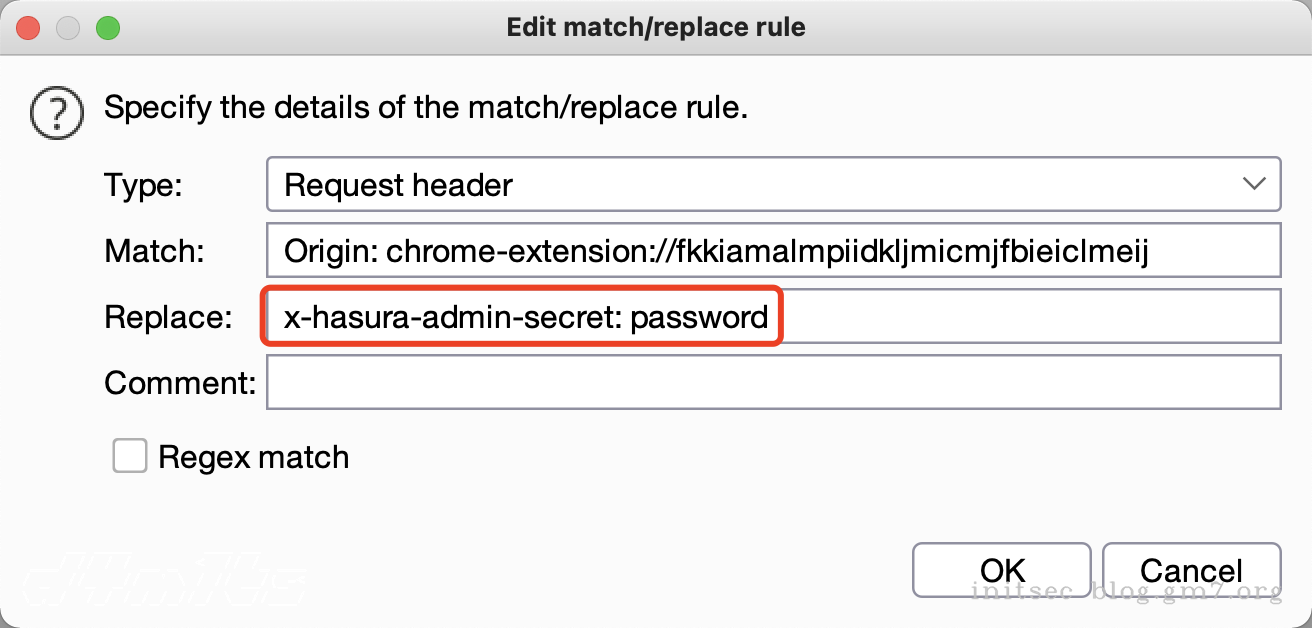 Edit match/replace rule
? Specify the details of the match/replace rule.
Type: Request header
Match: Origin: chrome-extension://fkkiamalmpiidkljmicmjfbieiclmeij
Replace: x-hasura-admin-secret: password
Comment:
Regex match
OK Cancel
d4m1ts
initsec blog.gm7.org